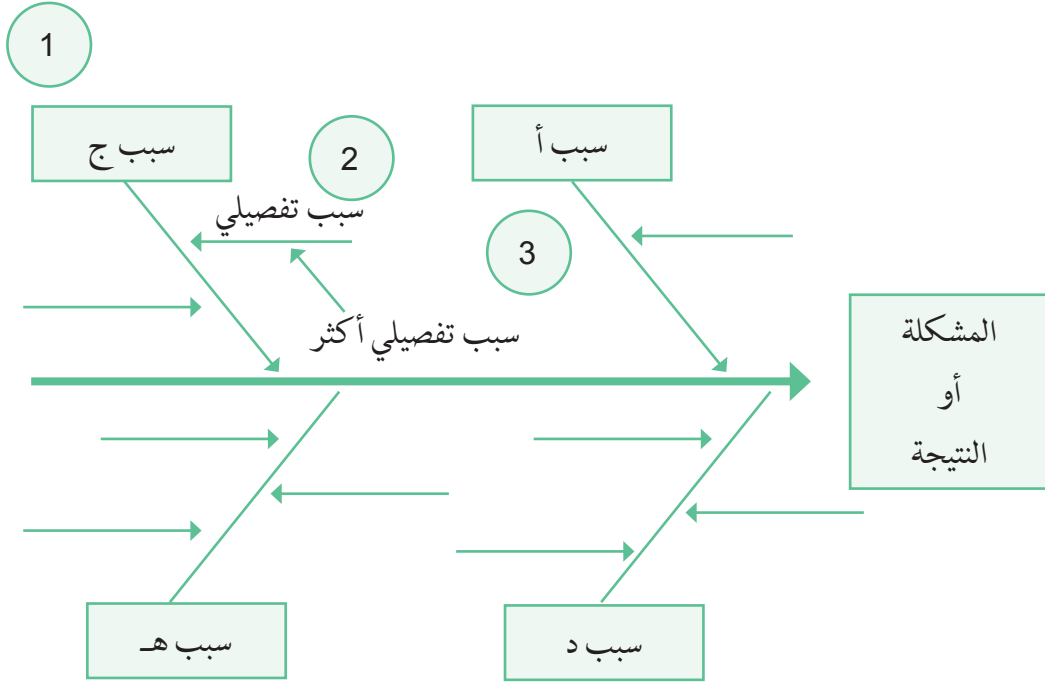 1
سبب أ
سبب ج
2
سبب تفصيلي
3
سبب تفصيلي أكثر
المشكلة
أو
النتيجة
سبب د
سبب هـ